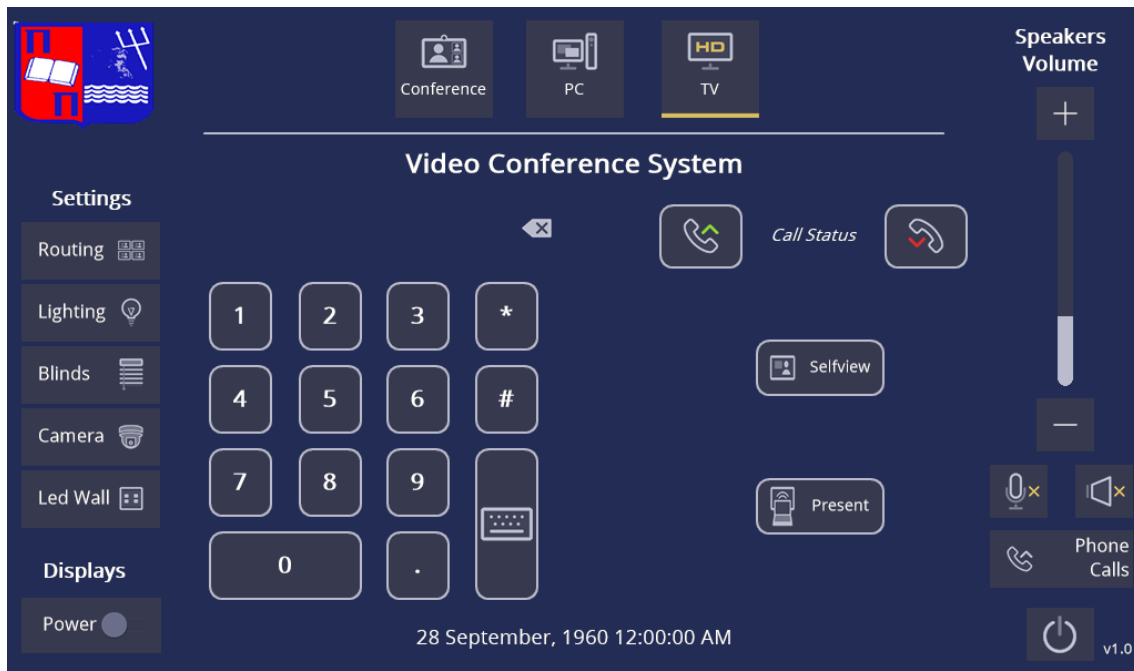 Conference
PC
HD
TV
Speakers
Volume
Video Conference System
Settings
Routing
Lighting
Blinds
Camera
Led Wall
Displays
Power
Call Status
1 2 3 *
4 5 6 #
7 8 9
0 .
Selfview
Present
Phone
Calls
28 September, 1960 12:00:00 AM
v1.0